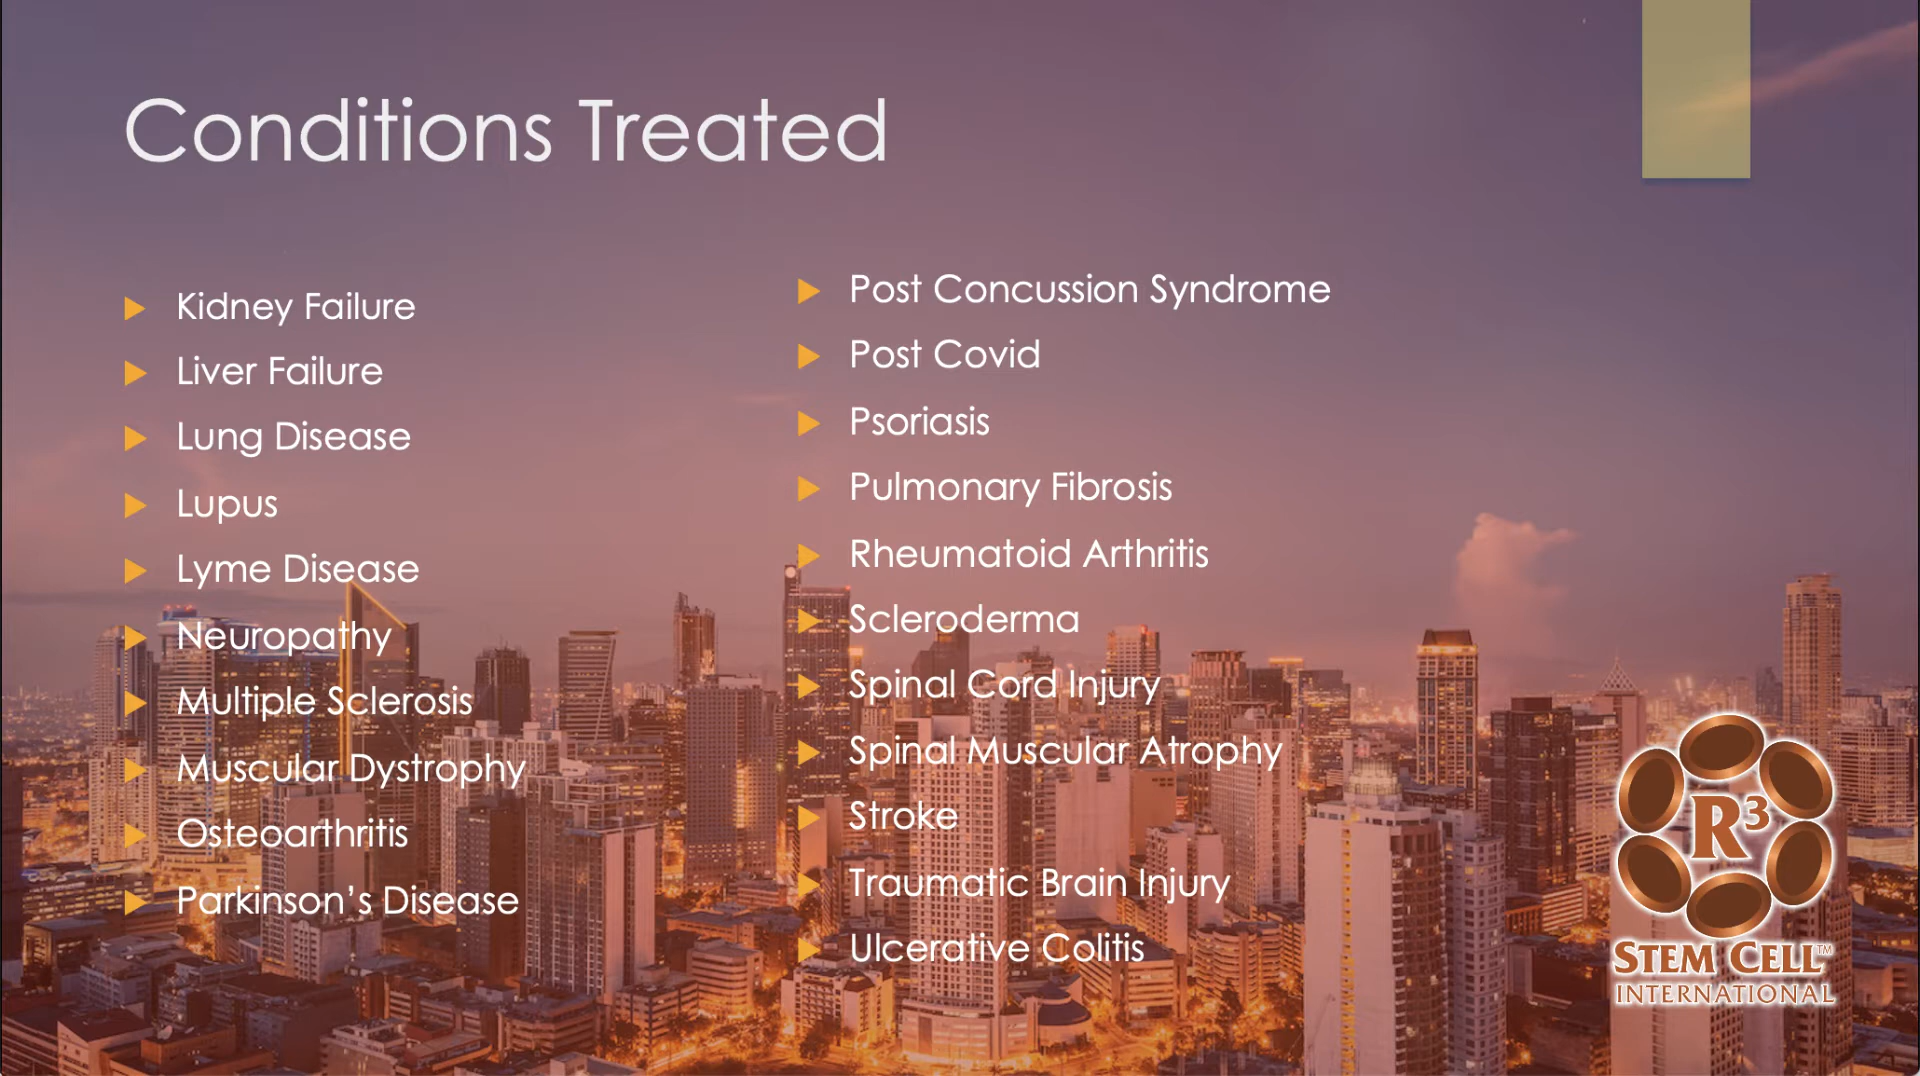 Conditions Treated
Kidney Failure
Liver Failure
Lung Disease
Lupus
Lyme Disease
Neuropathy
Multiple Sclerosis
Muscular Dystrophy
Osteoarthritis
Parkinson’s Disease
Post Concussion Syndrome
Post Covid
Psoriasis
Pulmonary Fibrosis
Rheumatoid Arthritis
Scleroderma
Spinal Cord Injury
Spinal Muscular Atrophy
Stroke
Traumatic Brain Injury
Ulcerative Colitis
R³
STEM CELL™
INTERNATIONAL